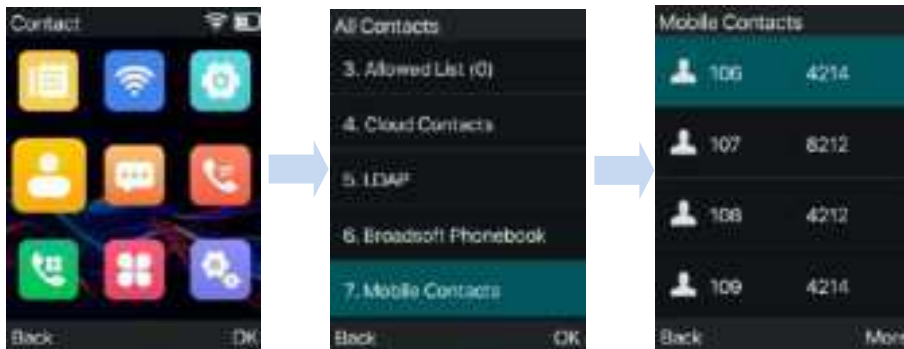 Contact
Back OK
All Contacts
3. Allowed List (0)
4. Cloud Contacts
5. LDAP
6. Broadsoft Phonebook
7. Mobile Contacts
Back OK
Mobile Contacts
106 4214
107 8212
108 4212
109 4214
Back More